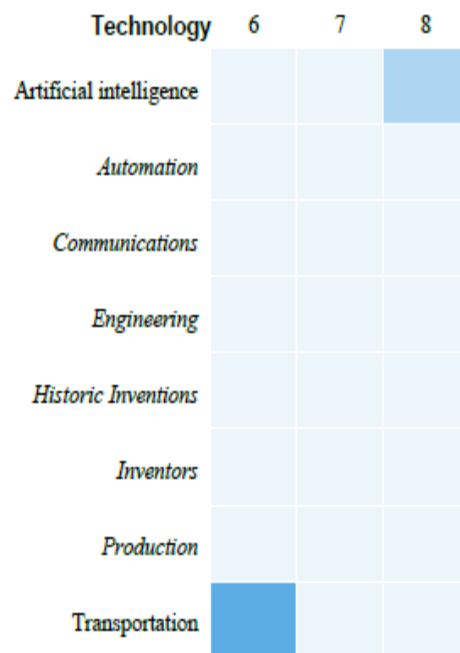 Technology 6 7 8
Artificial intelligence
Automation
Communications
Engineering
Historic Inventions
Inventors
Production
Transportation